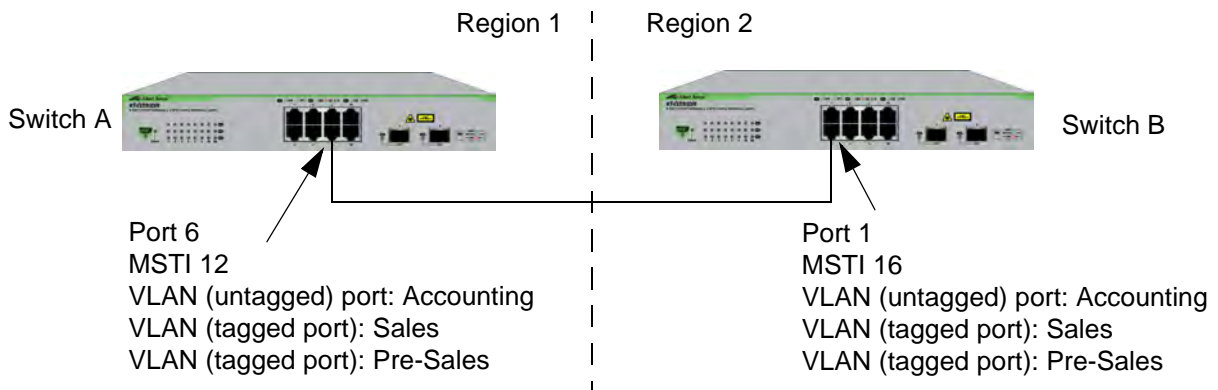 Region 1
Region 2
Switch A
Switch B
Port 6
MSTI 12
VLAN (untagged) port: Accounting
VLAN (tagged port): Sales
VLAN (tagged port): Pre-Sales
Port 1
MSTI 16
VLAN (untagged) port: Accounting
VLAN (tagged port): Sales
VLAN (tagged port): Pre-Sales